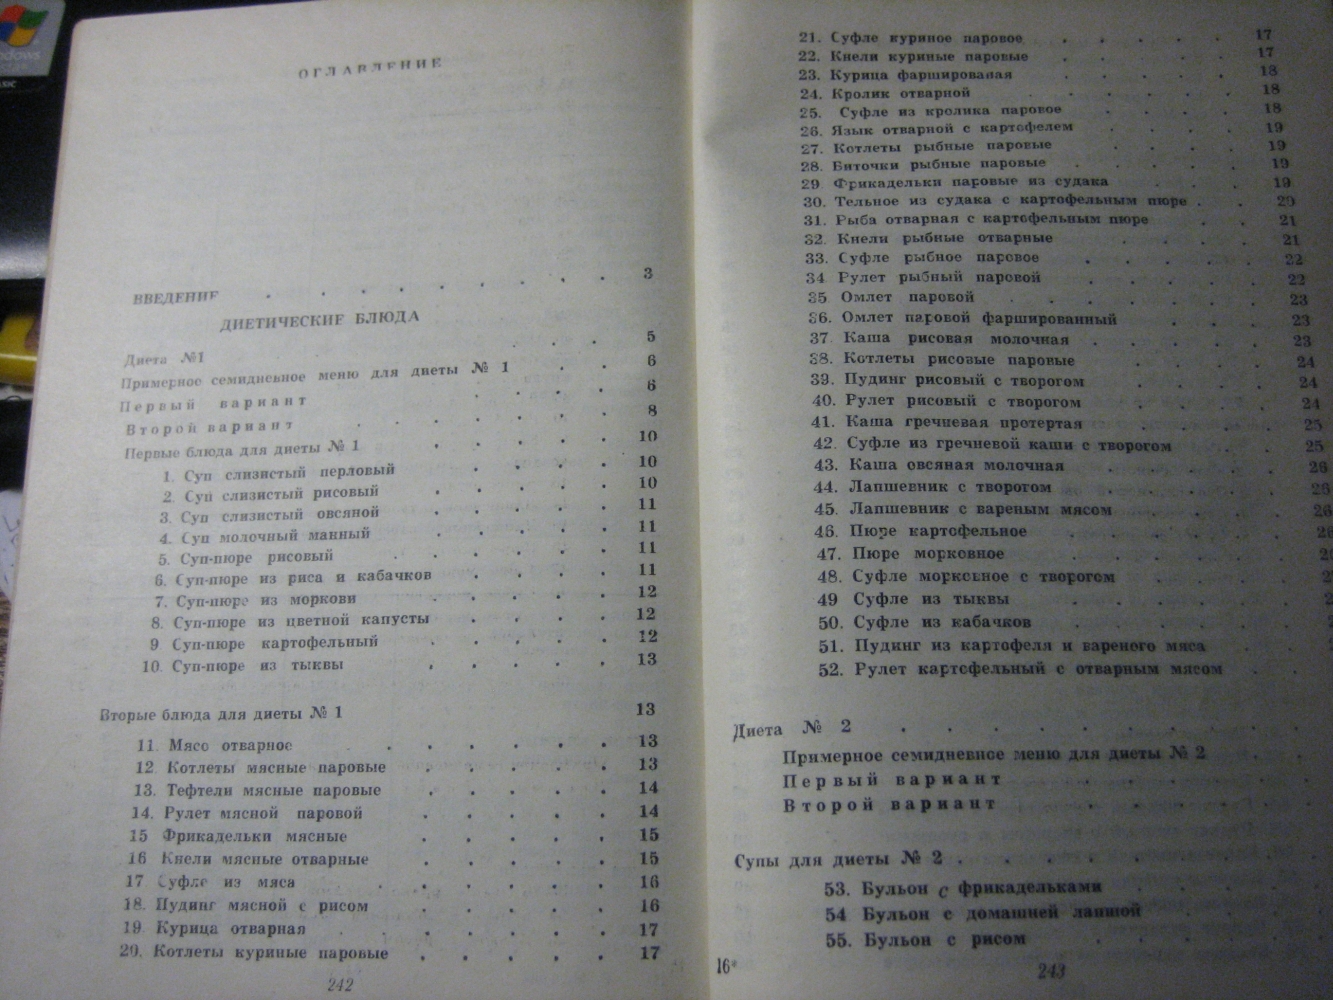 ОГЛАВЛЕНИЕ
ВВЕДЕНИЕ . . . . . . . 3
ДИЕТИЧЕСКИЕ БЛЮДА
Диета №1 . . . 5
Примерное семидневное меню для диеты № 1 . . 6
Первый вариант . . . . 6
Второй вариант . . . . 8
Первые блюда для диеты № 1 . . . . 10
1. Суп слизистый перловый . . . . 10
2. Суп слизистый рисовый . . . . 10
3. Суп слизистый овсяной . . . . 11
4. Суп молочный манный . . . . 11
5. Суп-пюре рисовый . . . . . 11
6. Суп-пюре из риса и кабачков . . . . 11
7. Суп-пюре из моркови . . . . . 12
8. Суп-пюре из цветной капусты . . . . 12
9 Суп-пюре картофельный . . . . . 12
10. Суп-пюре из тыквы . . . . . 13
Вторые блюда для диеты № 1 13
11. Мясо отварное . . . . . 13
12. Котлеты мясные паровые . . . . . 13
13. Тефтели мясные паровые . . . . . 14
14. Рулет мясной паровой . . . . . 14
15 Фрикадельки мясные . . . . . 15
16 Кнели мясные отварные . . . . . 15
17 Суфле из мяса . . . . . . 16
18. Пудинг мясной с рисом . . . . . 16
19 Курица отварная . . . . . . 17
20. Котлеты куриные паровые . . . . . 17
242
21. Суфле куриное паровое . . . . . 17
22. Кнели куриные паровые . . . . 17
23. Курица фаршированая . . . . 18
24. Кролик отварной . . . . . 18
25. Суфле из кролика паровое . . . . 18
26. Язык отварной с картофелем . . . . 19
27. Котлеты рыбные паровые . . . . 19
28. Биточки рыбные паровые . . . . . 19
29 Фрикадельки паровые из судака . . . 19
30. Тельное из судака с картофельным пюре . . . 20
31. Рыба отварная с картофельным пюре . . 21
32. Кнели рыбные отварные . . . . 21
33. Суфле рыбное паровое . . . . . 22
34 Рулет рыбный паровой . . . . . 22
35 Омлет паровой . . . . . . 23
36. Омлет паровой фаршированный . . . 23
37. Каша рисовая молочная . . . . . 23
38. Котлеты рисовые паровые . . . . 24
39. Пудинг рисовый с творогом . . . . 24
40. Рулет рисовый с творогом . . . . 24
41. Каша гречневая протертая . . . . 25
42. Суфле из гречневой каши с творогом . . 25
43. Каша овсяная молочная . . . . . 26
44. Лапшевник с творогом . . . . . 26
45. Лапшевник с вареным мясом . . . . 26
46. Пюре картофельное . . . . .
47. Пюре морковное . . . . .
48. Суфле морковное с творогом . . . .
49 Суфле из тыквы . . . . .
50. Суфле из кабачков . . . . .
51. Пудинг из картофеля и вареного мяса . .
52. Рулет картофельный с отварным мясом . .
Диета № 2 . . . . . . . . .
Примерное семидневное меню для диеты № 2 . .
Первый вариант . . . . .
Второй вариант . . . . .
Супы для диеты № 2 . . . . . . . .
53. Бульон с фрикадельками . . . .
54 Бульон с домашней лапшой . . .
55. Бульон с рисом . . . . .
16*
243